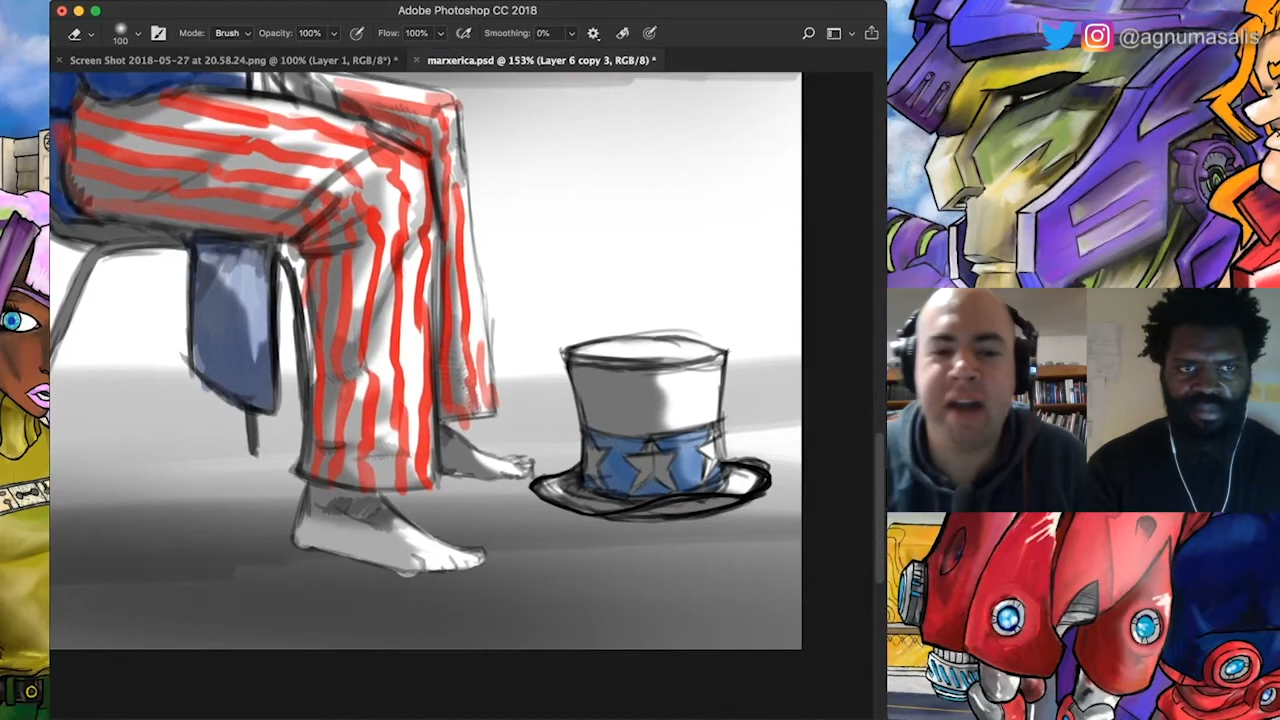 Adobe Photoshop CC 2018
100 Mode: Brush Opacity: 100% Flow: 100% Smoothing: 0%
Screen Shot 2018-05-27 at 20.58.24.png @ 100% (Layer 1, RGB/8*) * marxerica.psd @ 153% (Layer 6 copy 3, RGB/8) *
@agnumasalis